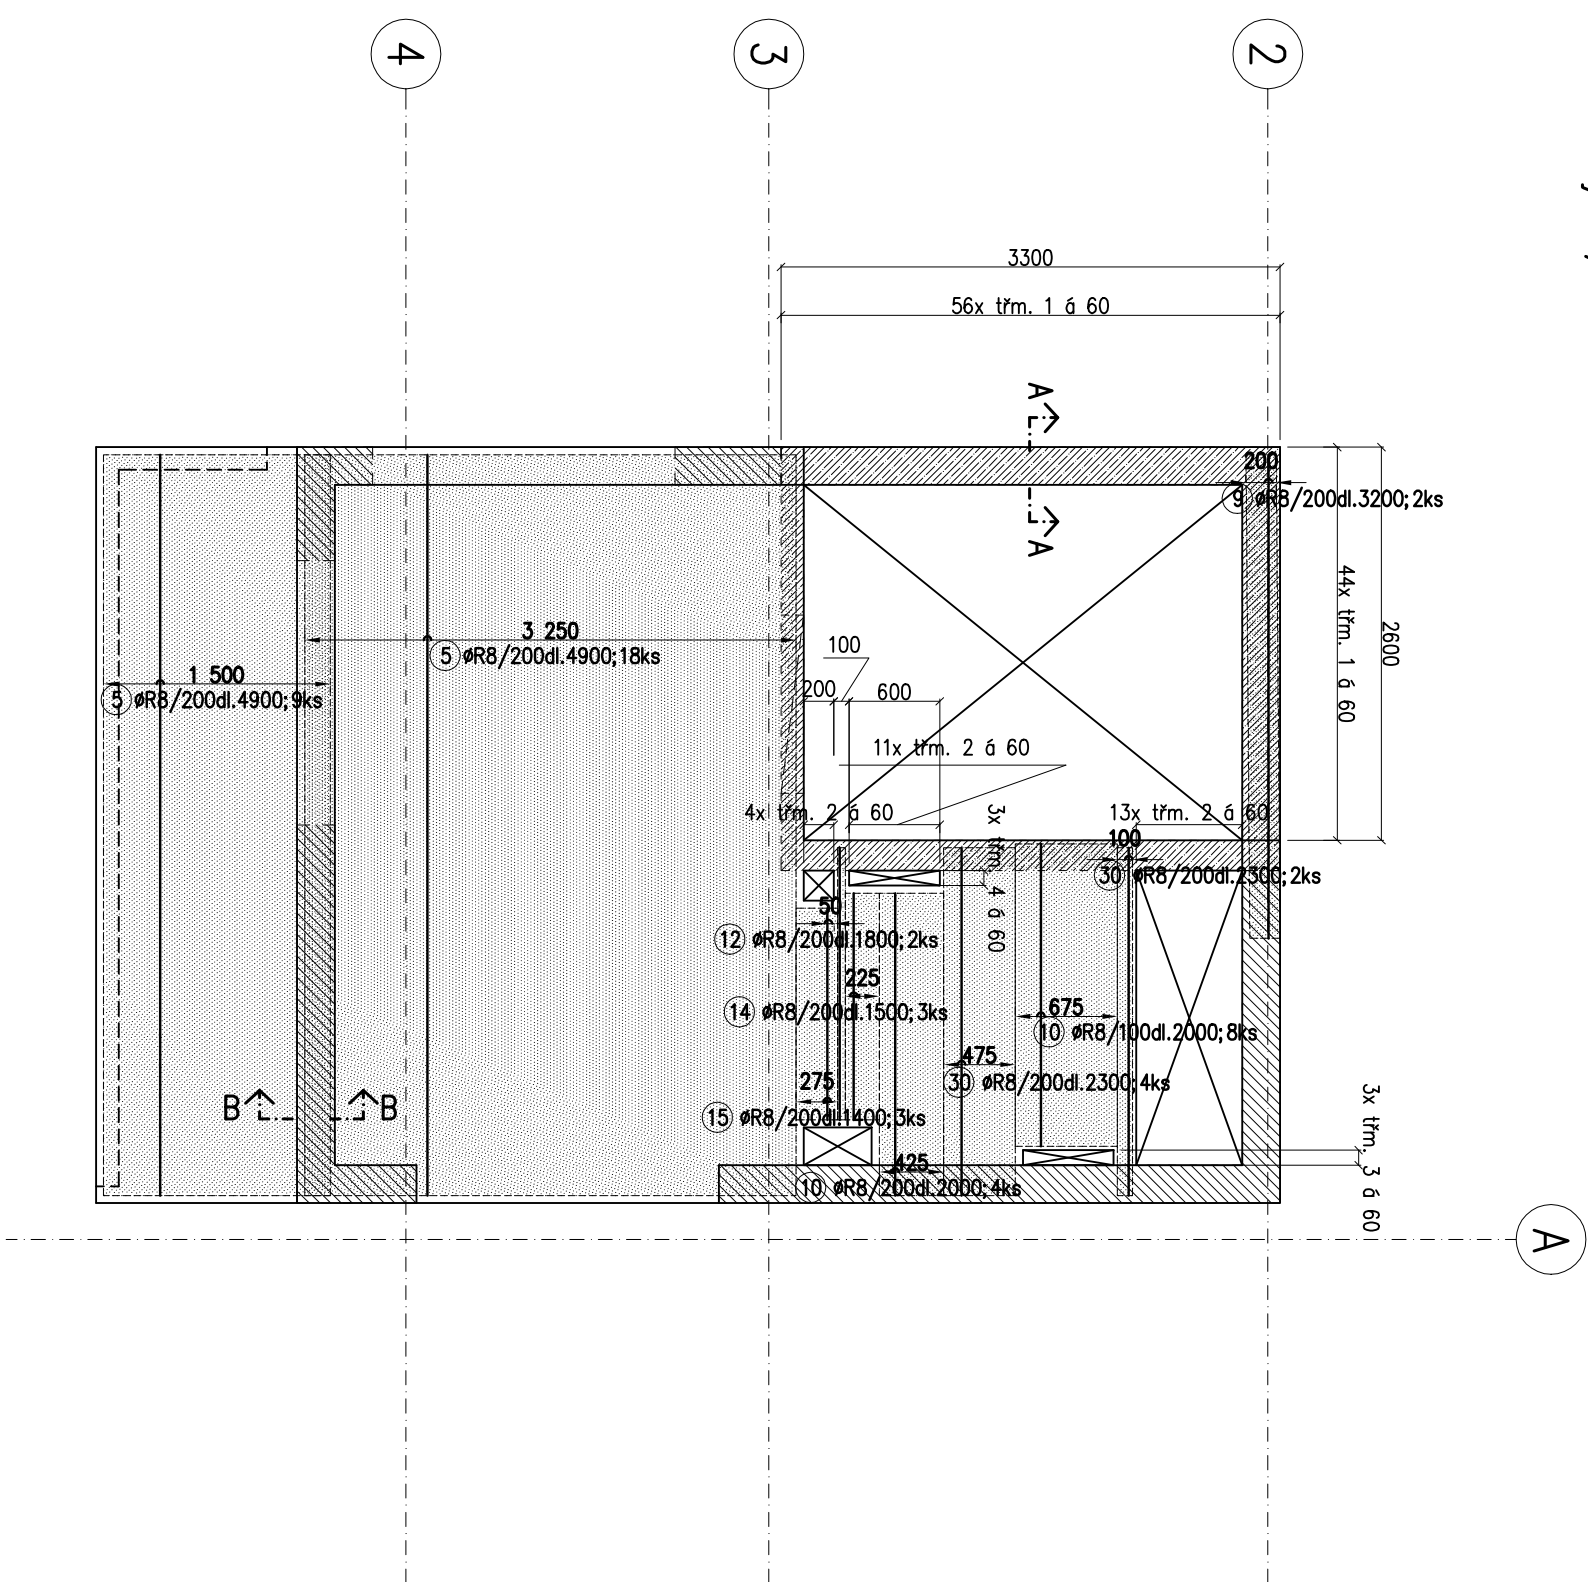 4
3
2
3300
56x třm. 1 á 60
A
A
200
9 øR8/200dl.3200;2ks
44x třm. 1 á 60
2600
3 250
5 øR8/200dl.4900;18ks
1 500
5 øR8/200dl.4900;9ks
100
200
600
11x třm. 2 á 60
4x třm. 2 á 60
3x třm. 4 á 60
13x třm. 2 á 60
100
30 øR8/200dl.2300;2ks
50
12 øR8/200dl.1800;2ks
225
14 øR8/200dl.1500;3ks
675
10 øR8/100dl.2000;8ks
475
30 øR8/200dl.2300;4ks
275
15 øR8/200dl.1400;3ks
B
B
425
10 øR8/200dl.2000;4ks
3x třm. 3 á 60
A